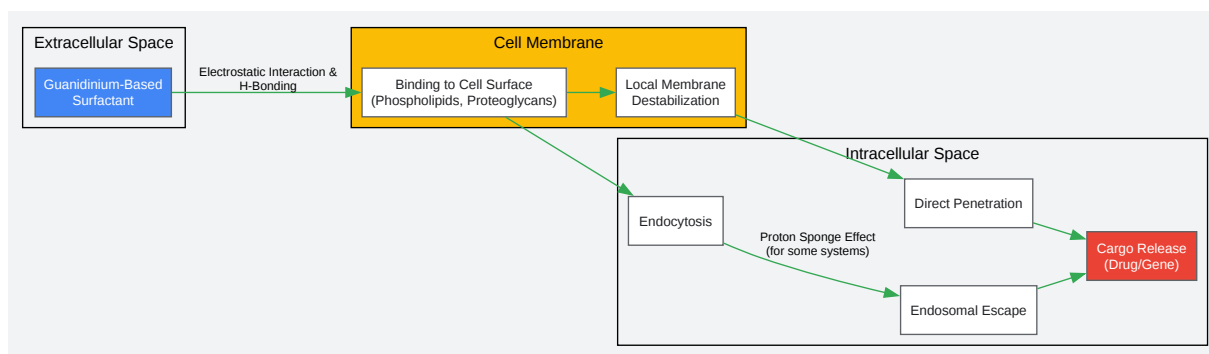 Extracellular Space
Guanidinium-Based
Surfactant
Electrostatic Interaction &
H-Bonding
Cell Membrane
Binding to Cell Surface
(Phospholipids, Proteoglycans)
Local Membrane
Destabilization
Intracellular Space
Endocytosis
Proton Sponge Effect
(for some systems)
Direct Penetration
Endosomal Escape
Cargo Release
(Drug/Gene)